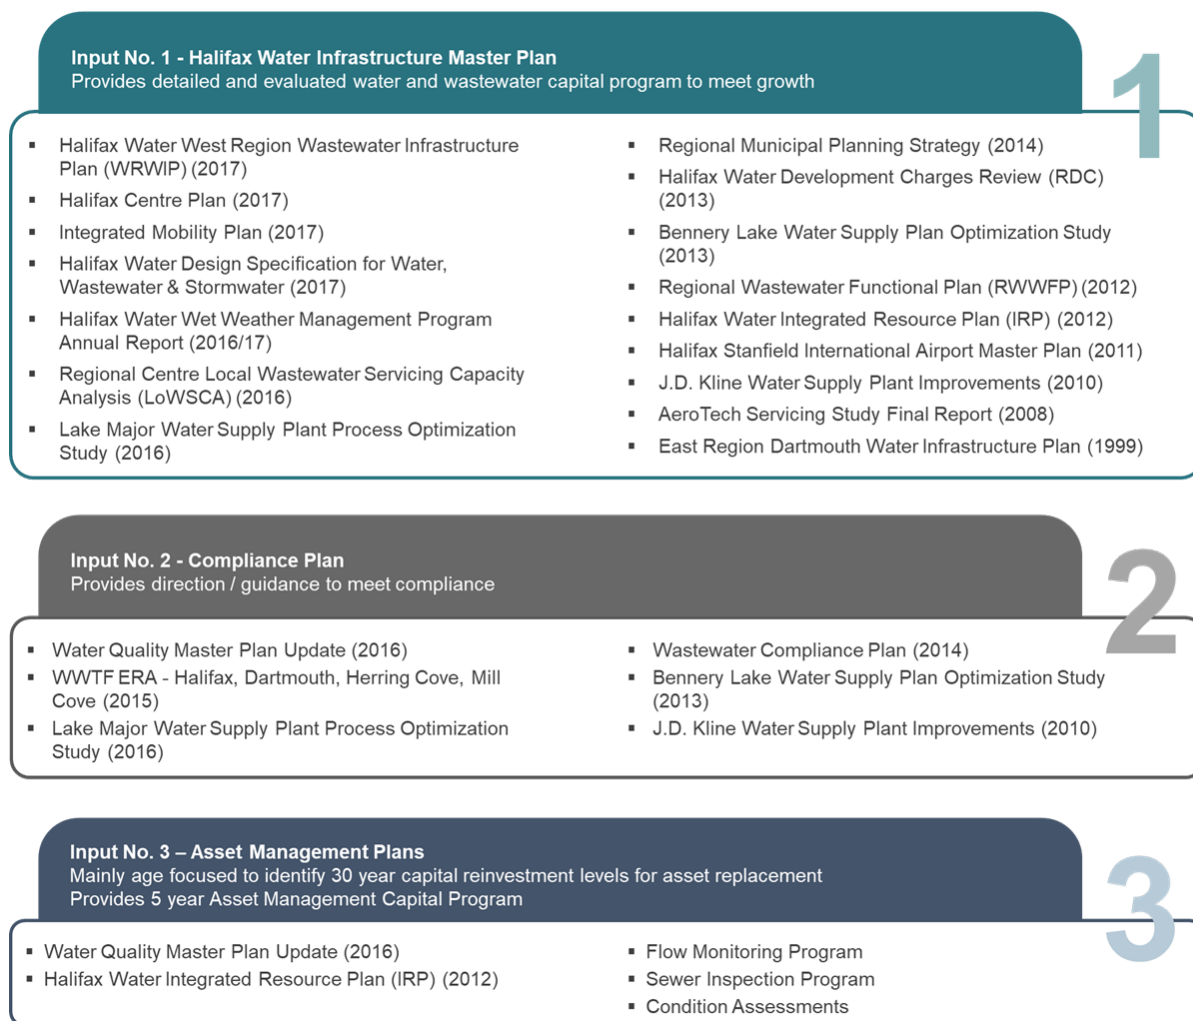 Input No. 1 - Halifax Water Infrastructure Master Plan
Provides detailed and evaluated water and wastewater capital program to meet growth
1
▪ Halifax Water West Region Wastewater Infrastructure
Plan (WRWIP) (2017)
▪ Halifax Centre Plan (2017)
▪ Integrated Mobility Plan (2017)
▪ Halifax Water Design Specification for Water,
Wastewater & Stormwater (2017)
▪ Halifax Water Wet Weather Management Program
Annual Report (2016/17)
▪ Regional Centre Local Wastewater Servicing Capacity
Analysis (LoWSCA) (2016)
▪ Lake Major Water Supply Plant Process Optimization
Study (2016)
▪ Regional Municipal Planning Strategy (2014)
▪ Halifax Water Development Charges Review (RDC)
(2013)
▪ Bennery Lake Water Supply Plan Optimization Study
(2013)
▪ Regional Wastewater Functional Plan (RWWFP) (2012)
▪ Halifax Water Integrated Resource Plan (IRP) (2012)
▪ Halifax Stanfield International Airport Master Plan (2011)
▪ J.D. Kline Water Supply Plant Improvements (2010)
▪ AeroTech Servicing Study Final Report (2008)
▪ East Region Dartmouth Water Infrastructure Plan (1999)
Input No. 2 - Compliance Plan
Provides direction / guidance to meet compliance
2
▪ Water Quality Master Plan Update (2016)
▪ WWTF ERA - Halifax, Dartmouth, Herring Cove, Mill
Cove (2015)
▪ Lake Major Water Supply Plant Process Optimization
Study (2016)
▪ Wastewater Compliance Plan (2014)
▪ Bennery Lake Water Supply Plan Optimization Study
(2013)
▪ J.D. Kline Water Supply Plant Improvements (2010)
Input No. 3 – Asset Management Plans
Mainly age focused to identify 30 year capital reinvestment levels for asset replacement
Provides 5 year Asset Management Capital Program
3
▪ Water Quality Master Plan Update (2016)
▪ Halifax Water Integrated Resource Plan (IRP) (2012)
▪ Flow Monitoring Program
▪ Sewer Inspection Program
▪ Condition Assessments